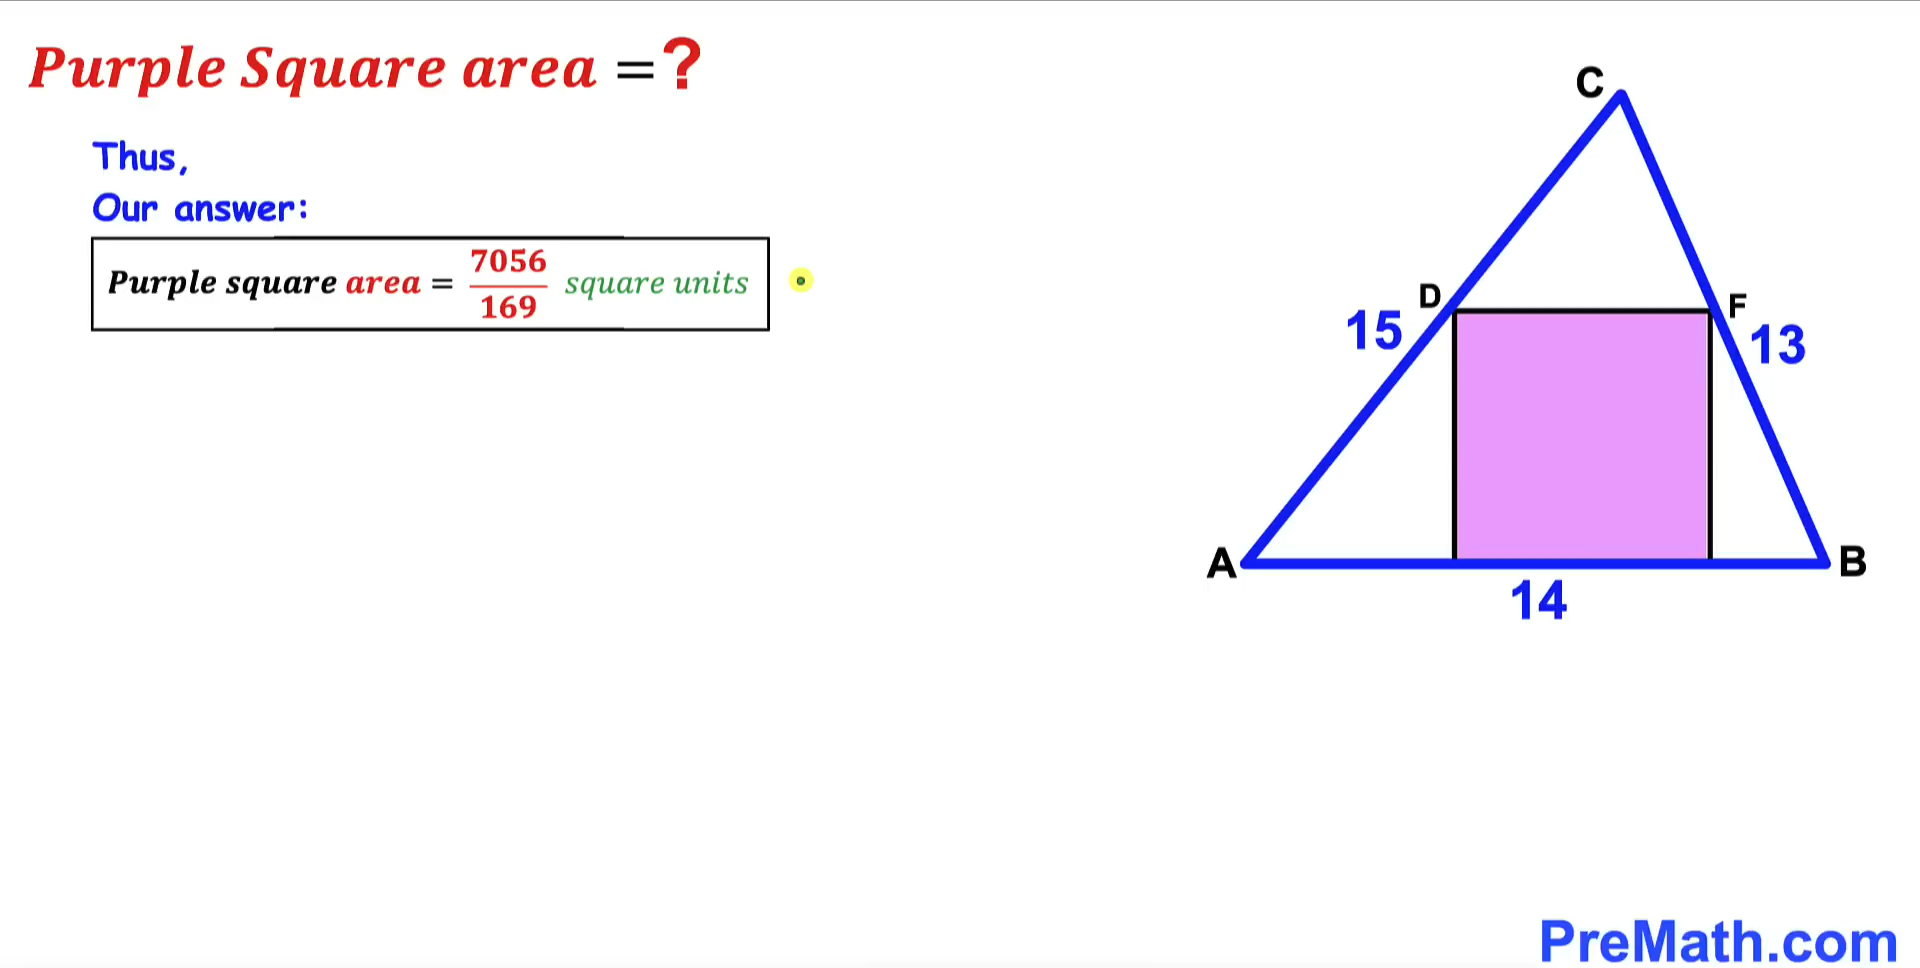 Purple Square area =?
Thus,
Our answer:
Purple square area = 7056/169 square units
C
D
F
15
13
A
B
14
PreMath.com